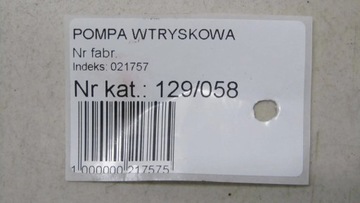 POMPA WTRYSKOWA
Nr fabr.
Indeks: 021757
Nr kat.: 129/058
1 000000 217575